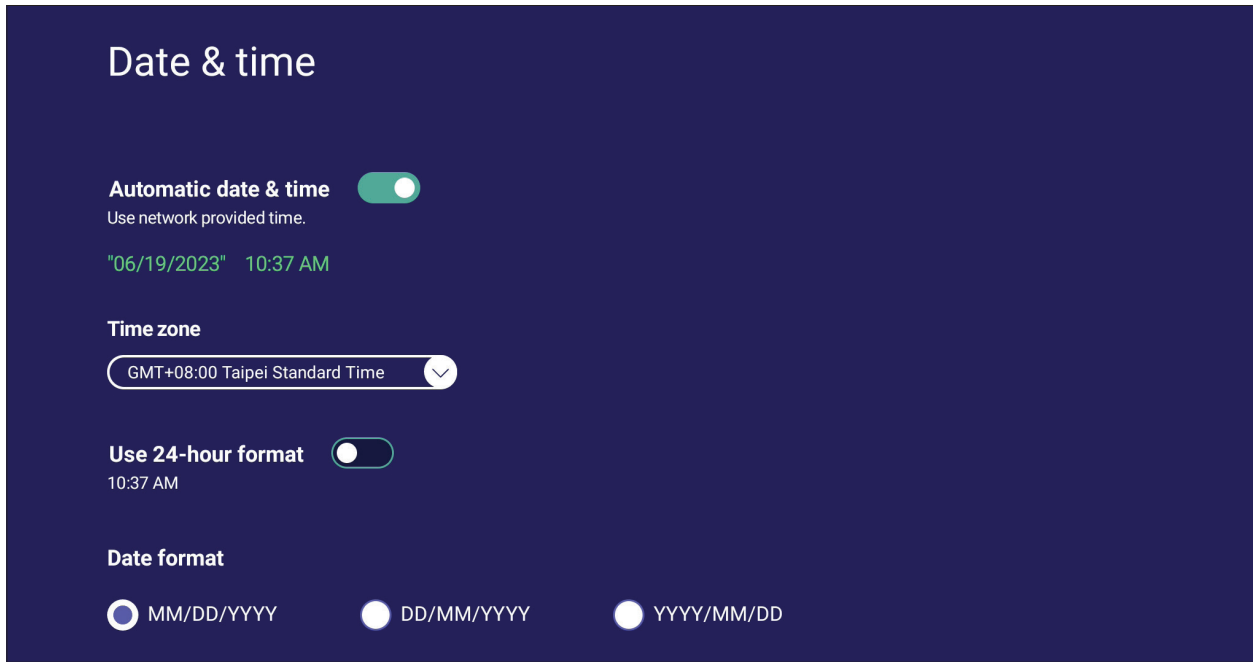 Date & time
Automatic date & time
Use network provided time.
"06/19/2023" 10:37 AM
Time zone
GMT+08:00 Taipei Standard Time
Use 24-hour format
10:37 AM
Date format
MM/DD/YYYY DD/MM/YYYY YYYY/MM/DD